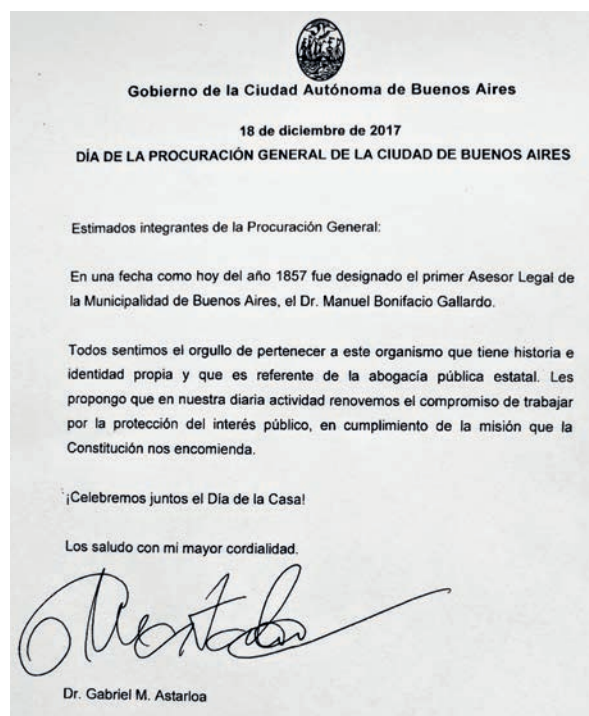 Gobierno de la Ciudad Autónoma de Buenos Aires
18 de diciembre de 2017
DÍA DE LA PROCURACIÓN GENERAL DE LA CIUDAD DE BUENOS AIRES
Estimados integrantes de la Procuración General:
En una fecha como hoy del año 1857 fue designado el primer Asesor Legal de
la Municipalidad de Buenos Aires, el Dr. Manuel Bonifacio Gallardo.
Todos sentimos el orgullo de pertenecer a este organismo que tiene historia e
identidad propia y que es referente de la abogacía pública estatal. Les
propongo que en nuestra diaria actividad renovemos el compromiso de trabajar
por la protección del interés público, en cumplimiento de la misión que la
Constitución nos encomienda.
¡Celebremos juntos el Día de la Casa!
Los saludo con mi mayor cordialidad.
Dr. Gabriel M. Astarloa